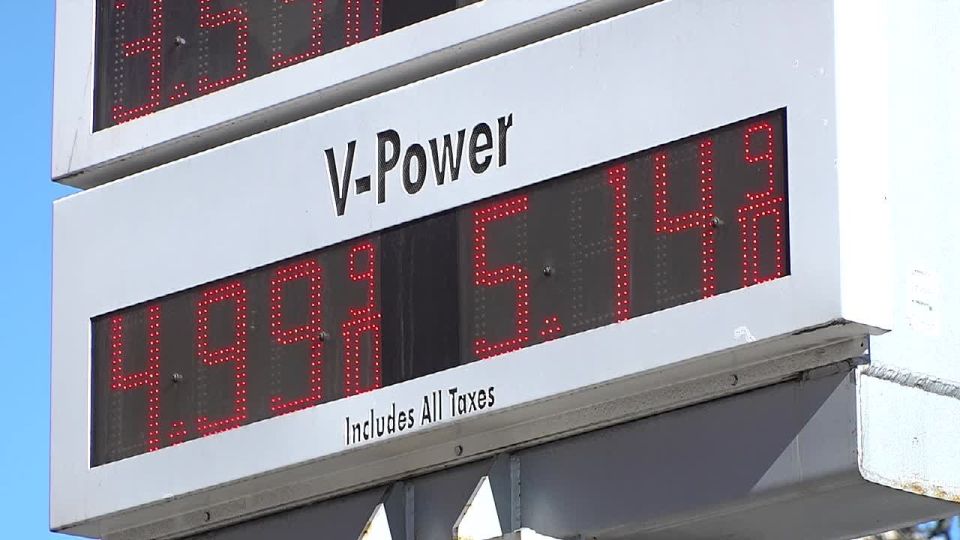 V-Power
4.99 9/10 5.14 9/10
Includes All Taxes